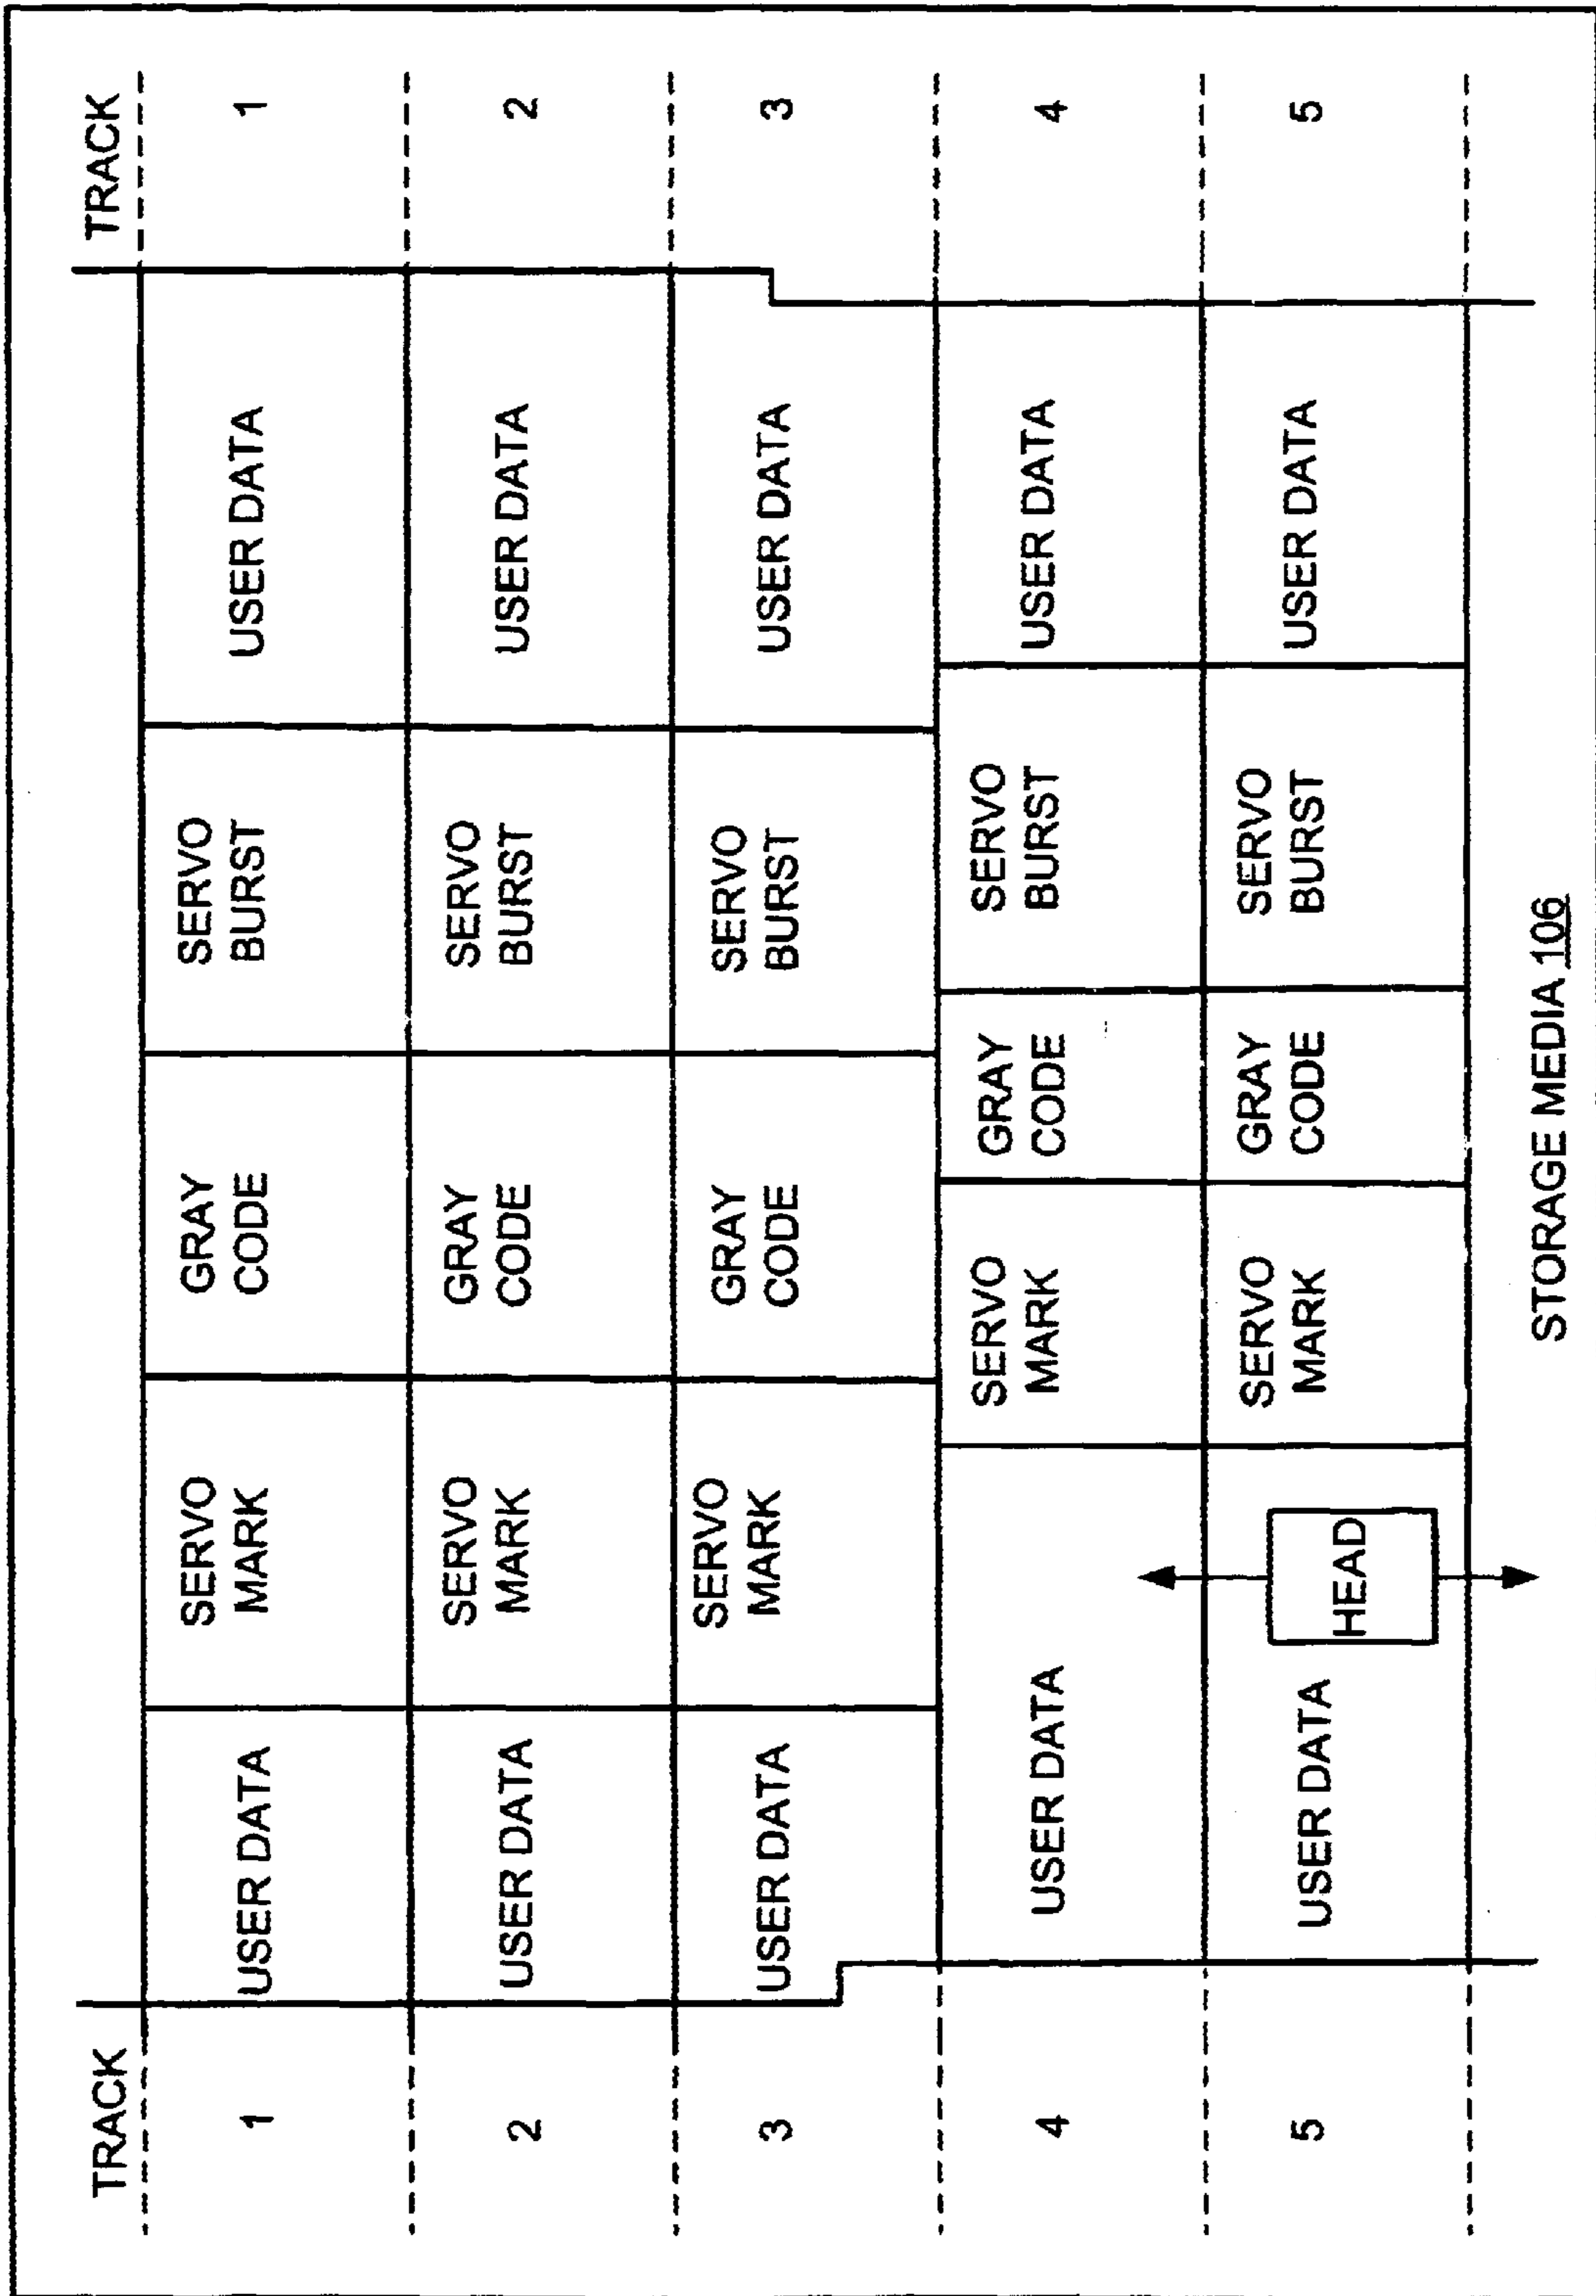 TRACK TRACK
1 USER DATA SERVO MARK GRAY CODE SERVO BURST USER DATA 1
2 USER DATA SERVO MARK GRAY CODE SERVO BURST USER DATA 2
3 USER DATA SERVO MARK GRAY CODE SERVO BURST USER DATA 3
4 USER DATA SERVO MARK GRAY CODE SERVO BURST USER DATA 4
5 USER DATA HEAD SERVO MARK GRAY CODE SERVO BURST USER DATA 5
STORAGE MEDIA 106